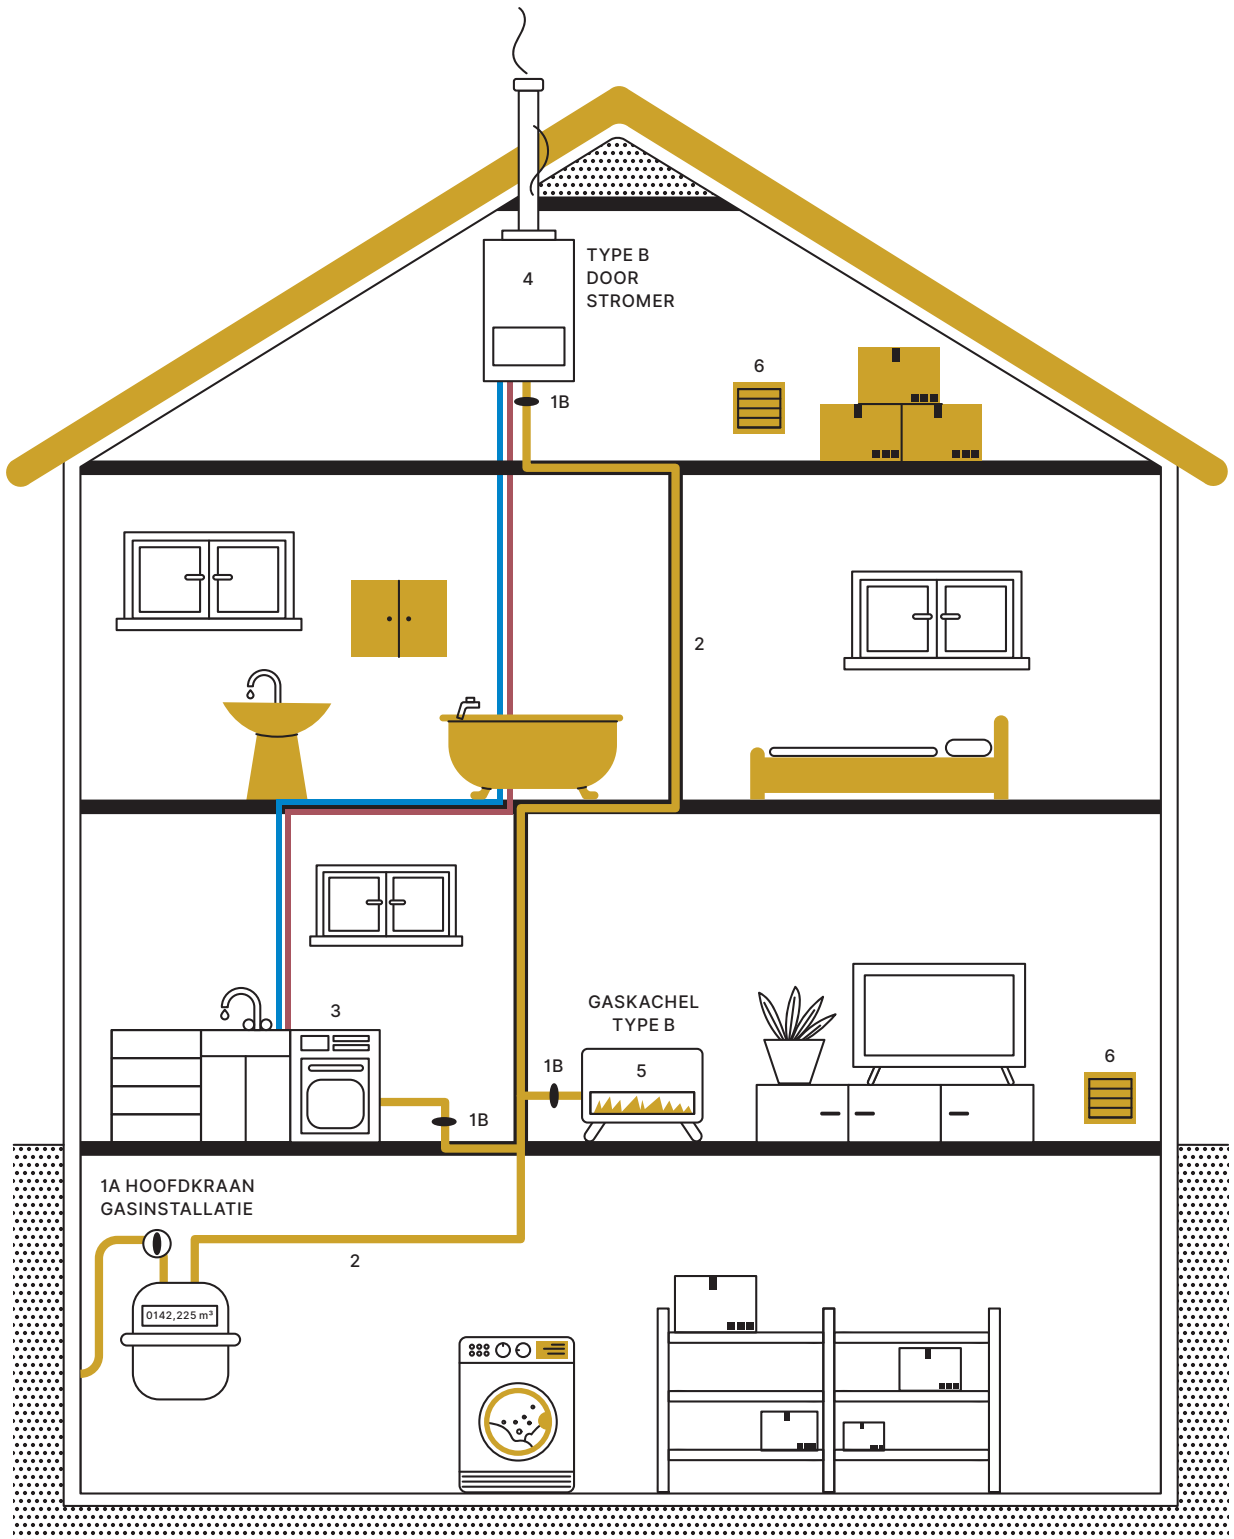 TYPE B
DOOR
STROMER
4
6
1B
2
3
GASKACHEL
TYPE B
1B
5
6
1B
1A HOOFDKRAAN
GASINSTALLATIE
2
0142,225 m³